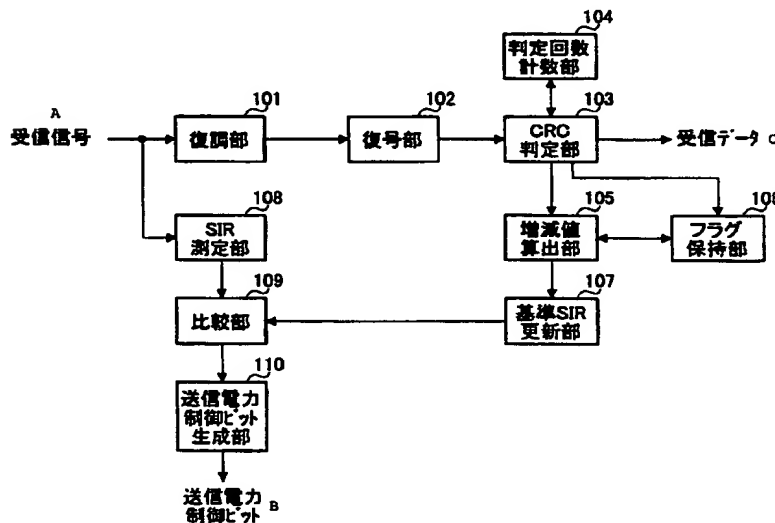 104
判定回数
計数部
A
受信信号
101
復調部
102
復号部
103
CRC
判定部
受信データ C
108
SIR
測定部
105
増減値
算出部
106
フラグ
保持部
109
比較部
107
基準SIR
更新部
110
送信電力
制御ビット
生成部
送信電力
制御ビット B